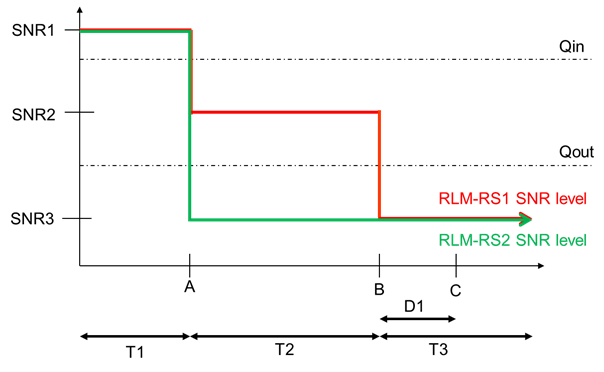 SNR1
Qin
SNR2
Qout
RLM-RS1 SNR level
SNR3
RLM-RS2 SNR level
A
B
C
D1
T1
T2
T3